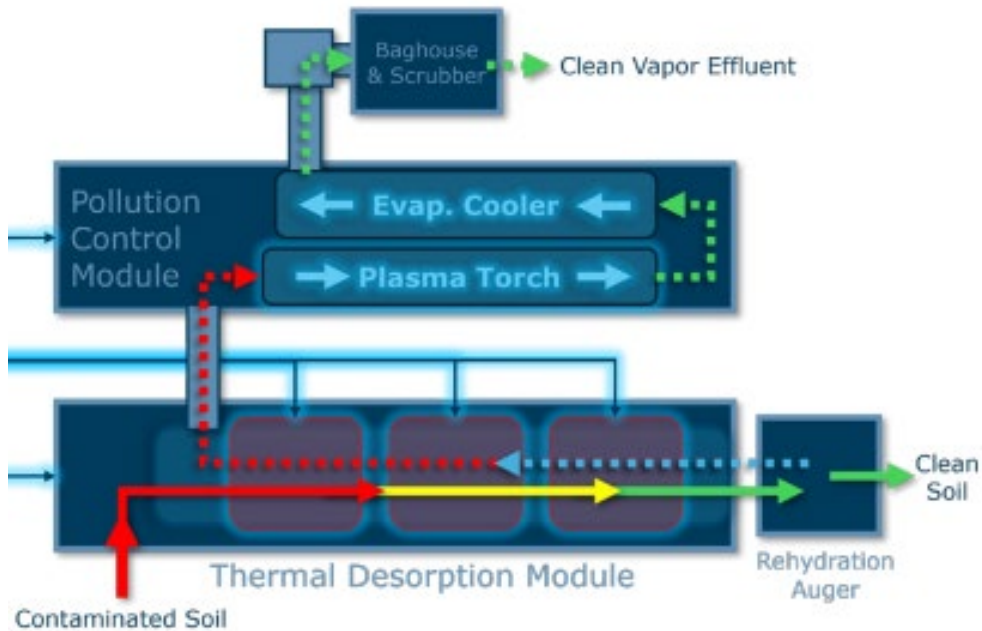 Baghouse
& Scrubber
Clean Vapor Effluent
Pollution
Control
Module
Evap. Cooler
Plasma Torch
Clean
Soil
Rehydration
Auger
Thermal Desorption Module
Contaminated Soil